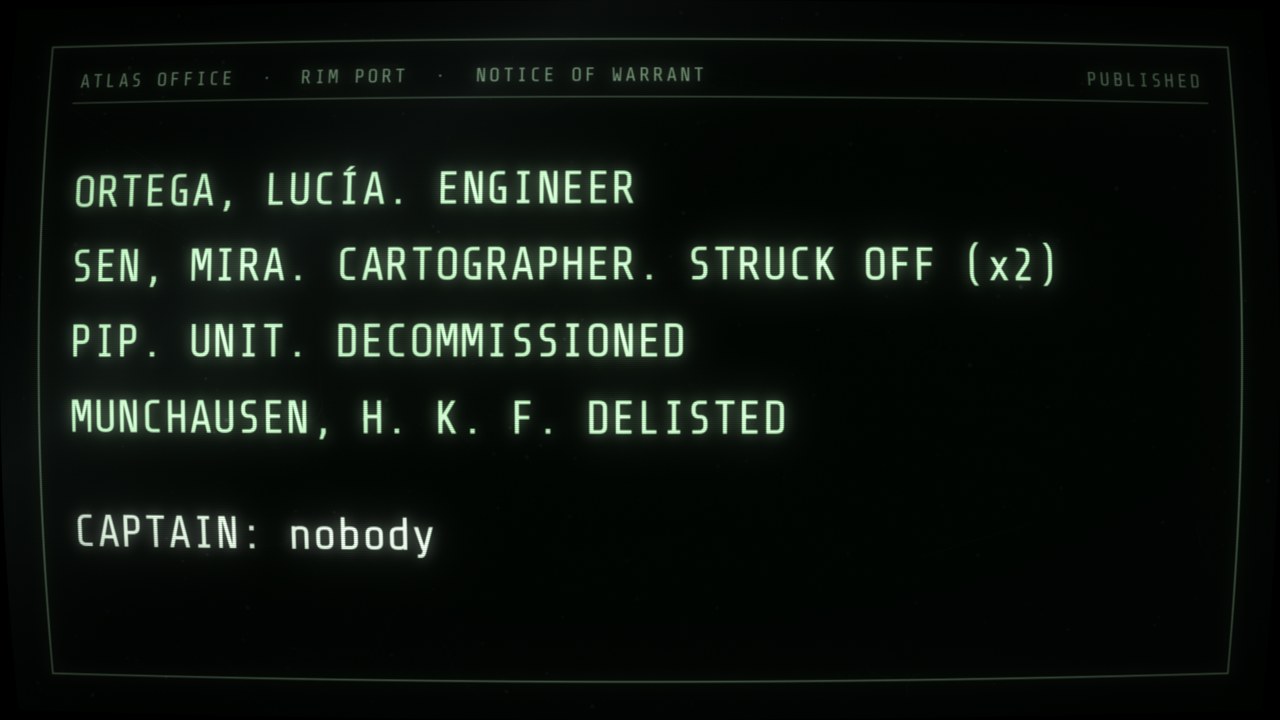 ATLAS OFFICE · RIM PORT · NOTICE OF WARRANT PUBLISHED
ORTEGA, LUCÍA. ENGINEER
SEN, MIRA. CARTOGRAPHER. STRUCK OFF (x2)
PIP. UNIT. DECOMMISSIONED
MUNCHAUSEN, H. K. F. DELISTED
CAPTAIN: nobody